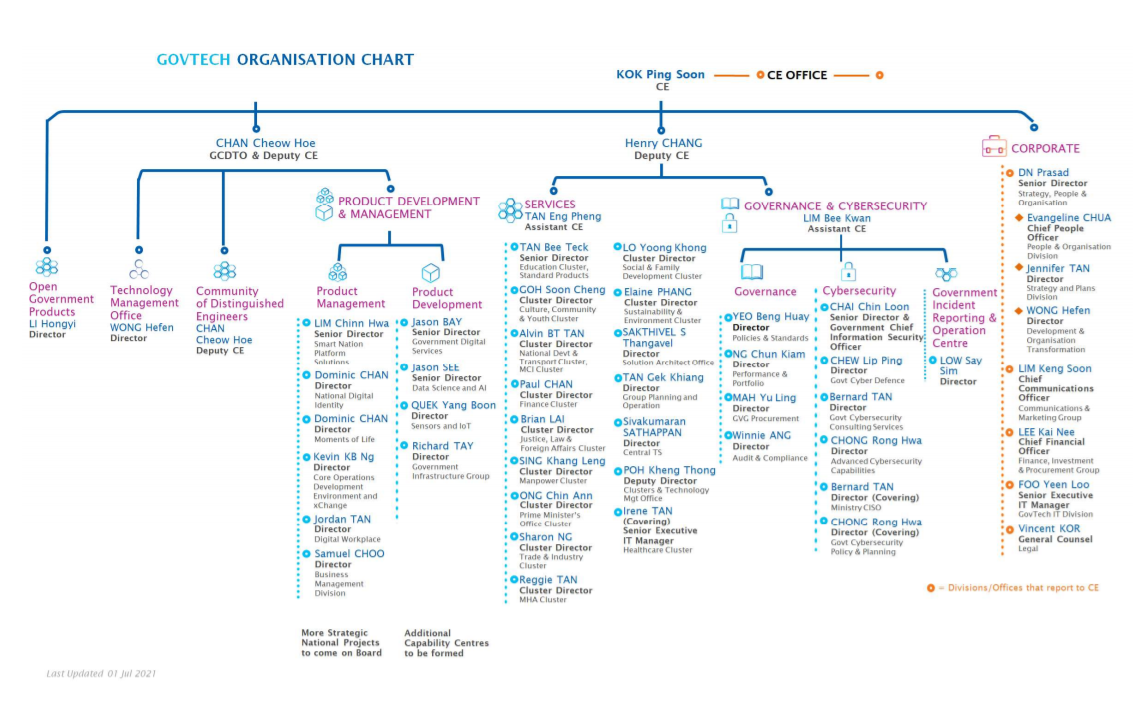 GOVTECH ORGANISATION CHART
KOK Ping Soon
CE
CE OFFICE
CHAN Cheow Hoe
GCDTO & Deputy CE
Henry CHANG
Deputy CE
CORPORATE
Open
Government
Products
LI Hongyi
Director
Technology
Management
Office
WONG Hefen
Director
Community
of Distinguished
Engineers
CHAN
Cheow Hoe
Deputy CE
PRODUCT DEVELOPMENT
& MANAGEMENT
Product
Management
LIM Chinn Hwa
Senior Director
Smart Nation
Platform
Solutions
Dominic CHAN
Director
National Digital
Identity
Dominic CHAN
Director
Moments of Life
Kevin KB Ng
Director
Core Operations
Development
Environment and
xChange
Jordan TAN
Director
Digital Workplace
Samuel CHOO
Director
Business
Management
Division
More Strategic
National Projects
to come on Board
Product
Development
Jason BAY
Senior Director
Government Digital
Services
Jason SEE
Senior Director
Data Science and AI
QUEK Yang Boon
Director
Sensors and IoT
Richard TAY
Director
Government
Infrastructure Group
Additional
Capability Centres
to be formed
SERVICES
TAN Eng Pheng
Assistant CE
TAN Bee Teck
Senior Director
Education Cluster,
Standard Products
GOH Soon Cheng
Cluster Director
Culture, Community
& Youth Cluster
Alvin BT TAN
Cluster Director
National Devt &
Transport Cluster,
MCI Cluster
Paul CHAN
Cluster Director
Finance Cluster
Brian LAI
Cluster Director
Justice, Law &
Foreign Affairs Cluster
SING Khang Leng
Cluster Director
Manpower Cluster
ONG Chin Ann
Cluster Director
Prime Minister's
Office Cluster
Sharon NG
Cluster Director
Trade & Industry
Cluster
Reggie TAN
Cluster Director
MHA Cluster
LO Yoong Khong
Cluster Director
Social & Family
Development Cluster
Elaine PHANG
Cluster Director
Sustainability &
Environment Cluster
SAKTHIVEL S
Thangavel
Director
Solution Architect Office
TAN Gek Khiang
Director
Group Planning and
Operation
Sivakumaran
SATHAPPAN
Director
Central TS
POH Kheng Thong
Deputy Director
Clusters & Technology
Mgt Office
Irene TAN
(Covering)
Senior Executive
IT Manager
Healthcare Cluster
GOVERNANCE & CYBERSECURITY
LIM Bee Kwan
Assistant CE
Governance
YEO Beng Huay
Director
Policies & Standards
NG Chun Kiam
Director
Performance &
Portfolio
MAH Yu Ling
Director
GVG Procurement
Winnie ANG
Director
Audit & Compliance
Cybersecurity
CHAI Chin Loon
Senior Director &
Government Chief
Information Security
Officer
CHEW Lip Ping
Director
Govt Cyber Defence
Bernard TAN
Director
Govt Cybersecurity
Consulting Services
CHONG Rong Hwa
Director
Advanced Cybersecurity
Capabilities
Bernard TAN
Director (Covering)
Ministry CISO
CHONG Rong Hwa
Director (Covering)
Govt Cybersecurity
Policy & Planning
Government
Incident
Reporting &
Operation
Centre
LOW Say
Sim
Director
DN Prasad
Senior Director
Strategy, People &
Organisation
Evangeline CHUA
Chief People
Officer
People & Organisation
Division
Jennifer TAN
Director
Strategy and Plans
Division
WONG Hefen
Director
Development &
Organisation
Transformation
LIM Keng Soon
Chief
Communications
Officer
Communications &
Marketing Group
LEE Kai Nee
Chief Financial
Officer
Finance, Investment
& Procurement Group
FOO Yeen Loo
Senior Executive
IT Manager
GovTech IT Division
Vincent KOR
General Counsel
Legal
= Divisions/Offices that report to CE
Last Updated 01 Jul 2021